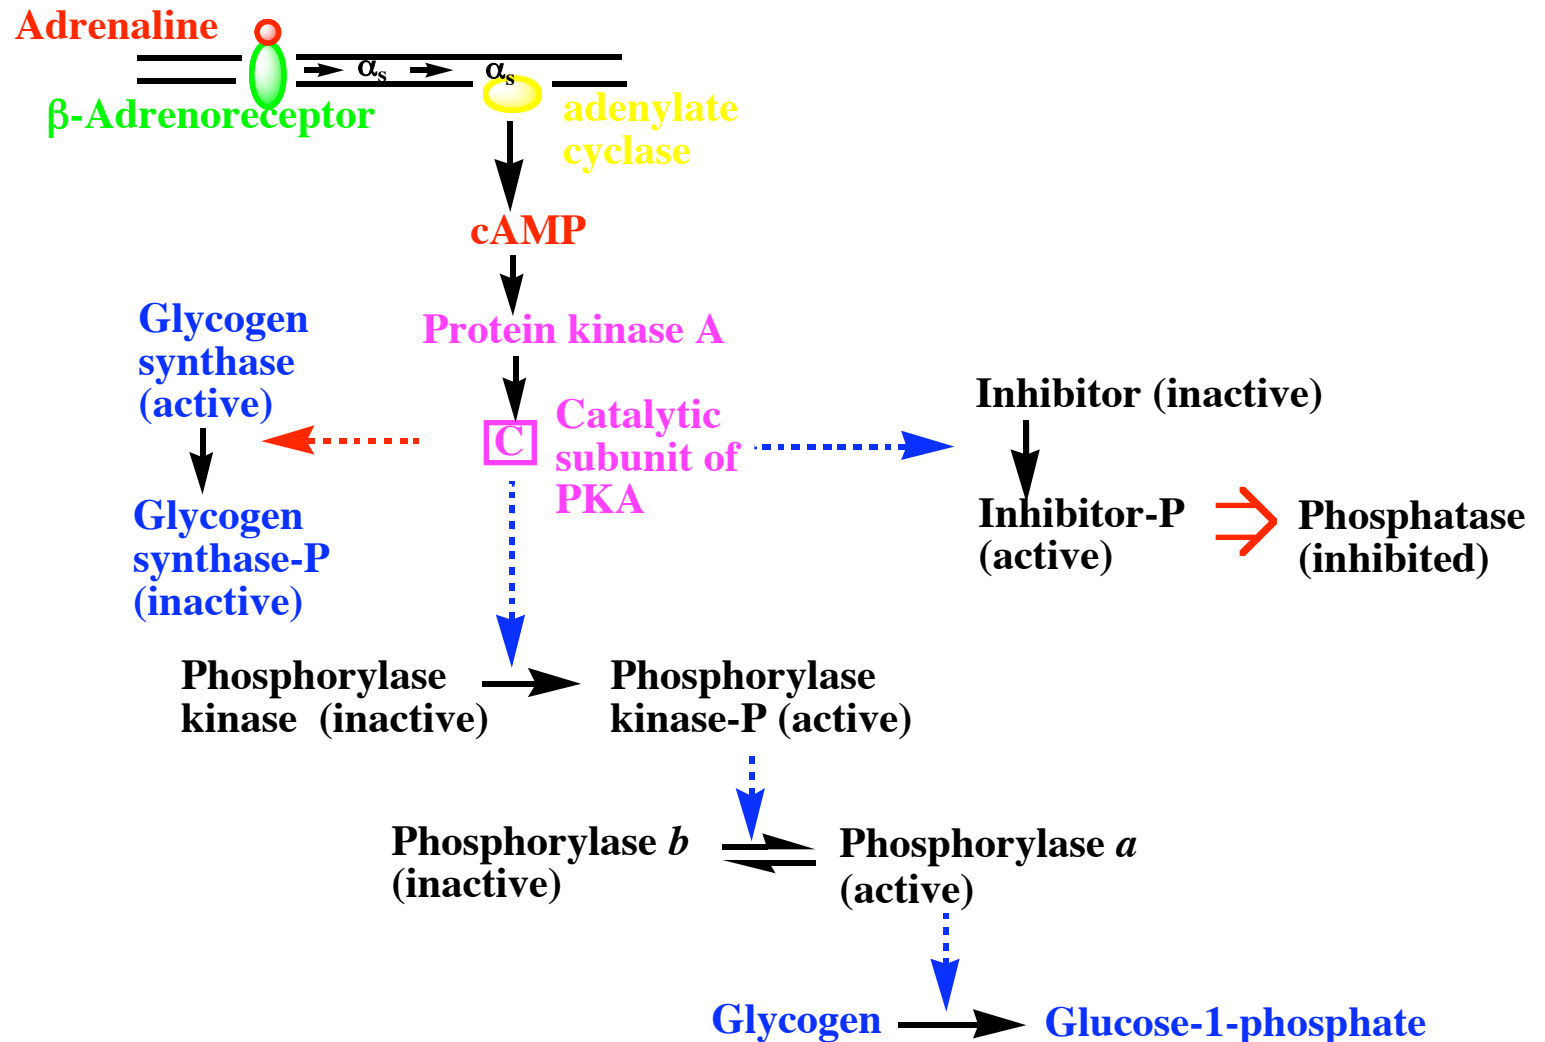 Adrenaline
αs
αs
β-Adrenoreceptor
adenylate
cyclase
cAMP
Protein kinase A
Glycogen
synthase
(active)
C
Catalytic
subunit of
PKA
Inhibitor (inactive)
Glycogen
synthase-P
(inactive)
Inhibitor-P
(active)
Phosphatase
(inhibited)
Phosphorylase
kinase (inactive)
Phosphorylase
kinase-P (active)
Phosphorylase b
(inactive)
Phosphorylase a
(active)
Glycogen
Glucose-1-phosphate